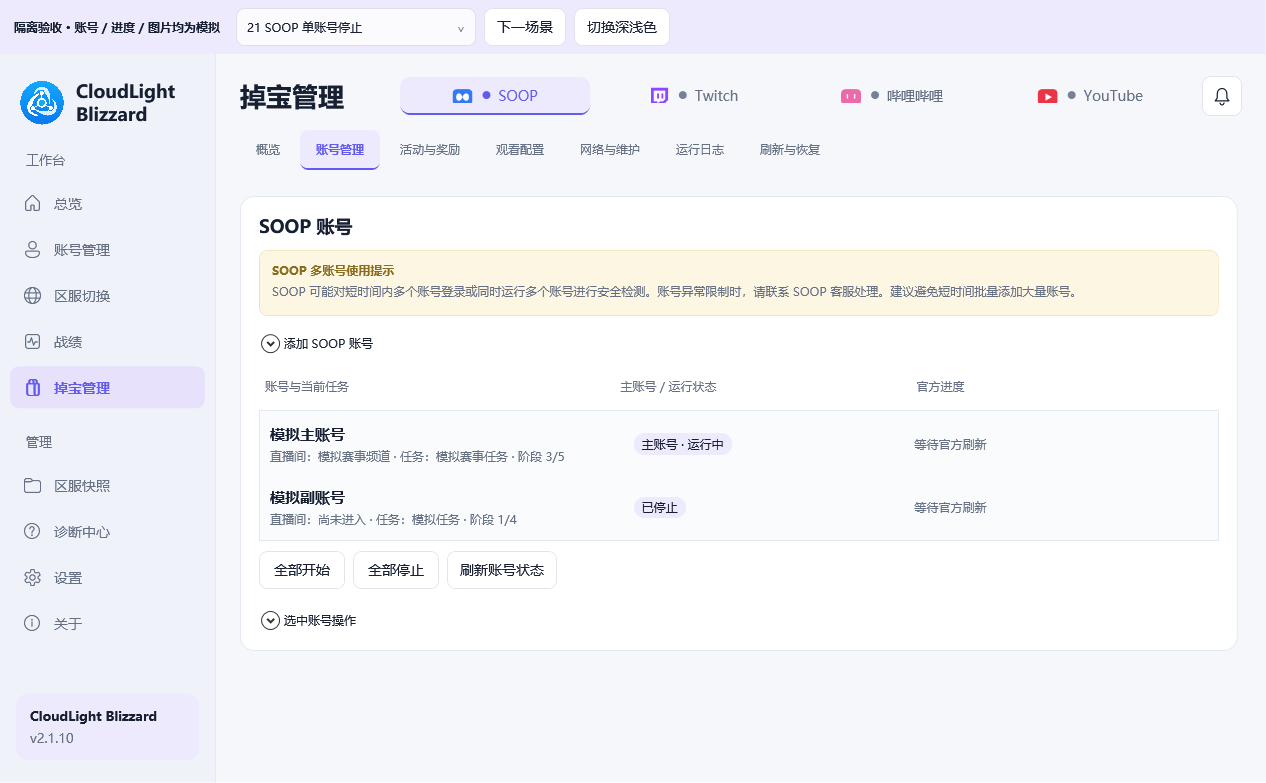 隔离验收 • 账号 / 进度 / 图片均为模拟
21 SOOP 单账号停止
下一场景
切换深浅色
CloudLight
Blizzard
工作台
总览
账号管理
区服切换
战绩
掉宝管理
管理
区服快照
诊断中心
设置
关于
CloudLight Blizzard
v2.1.10
掉宝管理
SOOP
Twitch
哔哩哔哩
YouTube
概览
账号管理
活动与奖励
观看配置
网络与维护
运行日志
刷新与恢复
SOOP 账号
SOOP 多账号使用提示
SOOP 可能对短时间内多个账号登录或同时运行多个账号进行安全检测。账号异常限制时，请联系 SOOP 客服处理。建议避免短时间批量添加大量账号。
添加 SOOP 账号
账号与当前任务 主账号 / 运行状态 官方进度
模拟主账号
直播间：模拟赛事频道 · 任务：模拟赛事任务 · 阶段 3/5
主账号 · 运行中
等待官方刷新
模拟副账号
直播间：尚未进入 · 任务：模拟任务 · 阶段 1/4
已停止
等待官方刷新
全部开始
全部停止
刷新账号状态
选中账号操作